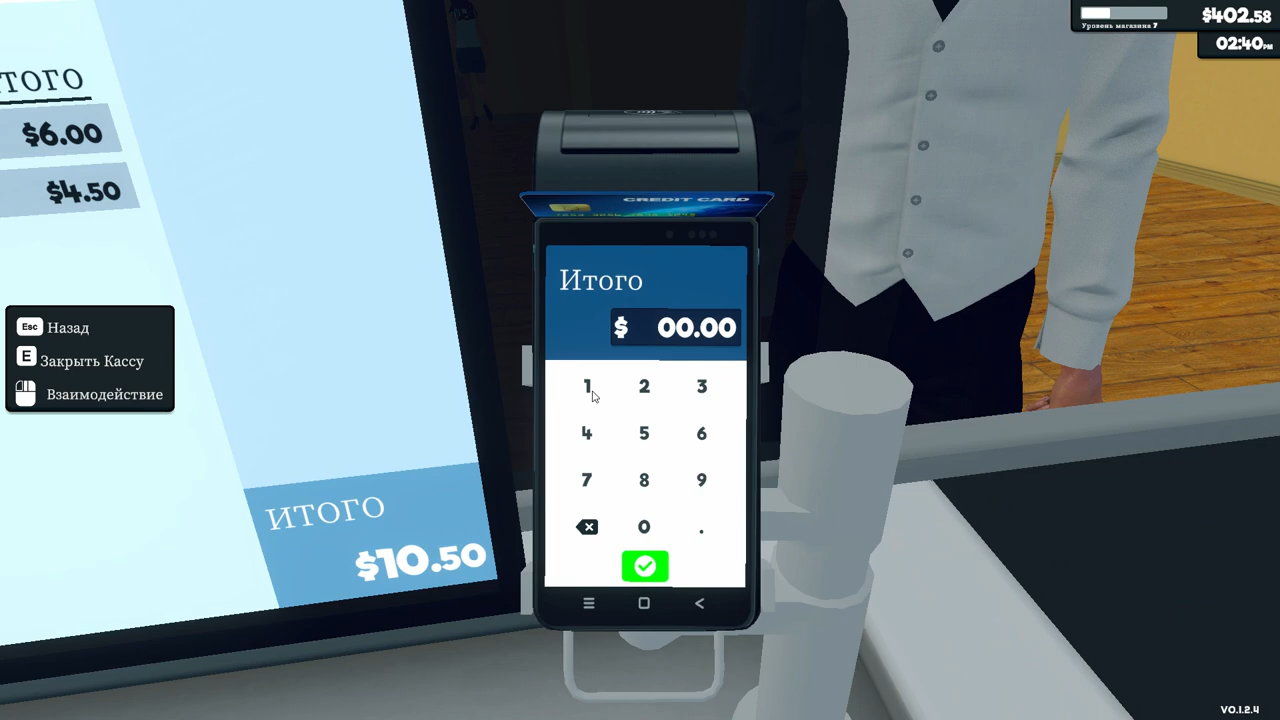 ТОГО
$6.00
$4.50
ИТОГО
$10.50
Esc Назад
E Закрыть Кассу
Взаимодействие
CREDIT CARD
Итого
$ 00.00
1 2 3
4 5 6
7 8 9
0 .
$402.58
Уровень магазина 7
02:40PM
V0.1.2.4